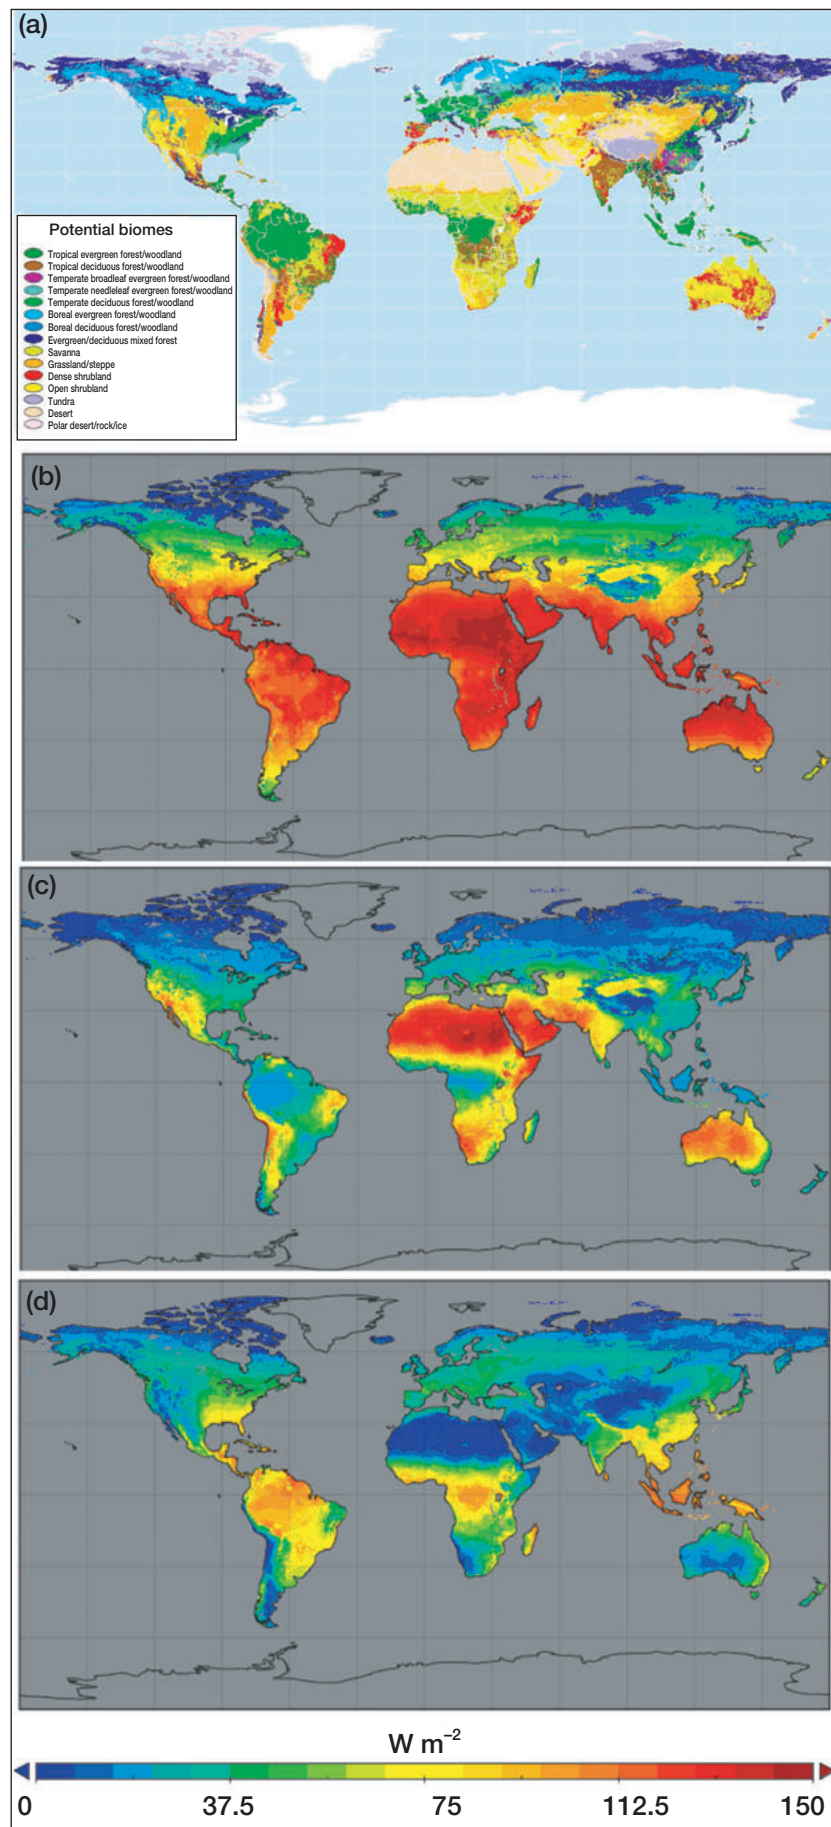 (a)
Potential biomes
Tropical evergreen forest/woodland
Tropical deciduous forest/woodland
Temperate broadleaf evergreen forest/woodland
Temperate needleleaf evergreen forest/woodland
Temperate deciduous forest/woodland
Boreal evergreen forest/woodland
Boreal deciduous forest/woodland
Evergreen/deciduous mixed forest
Savanna
Grassland/steppe
Dense shrubland
Open shrubland
Tundra
Desert
Polar desert/rock/ice
(b)
(c)
(d)
W m⁻²
0 37.5 75 112.5 150